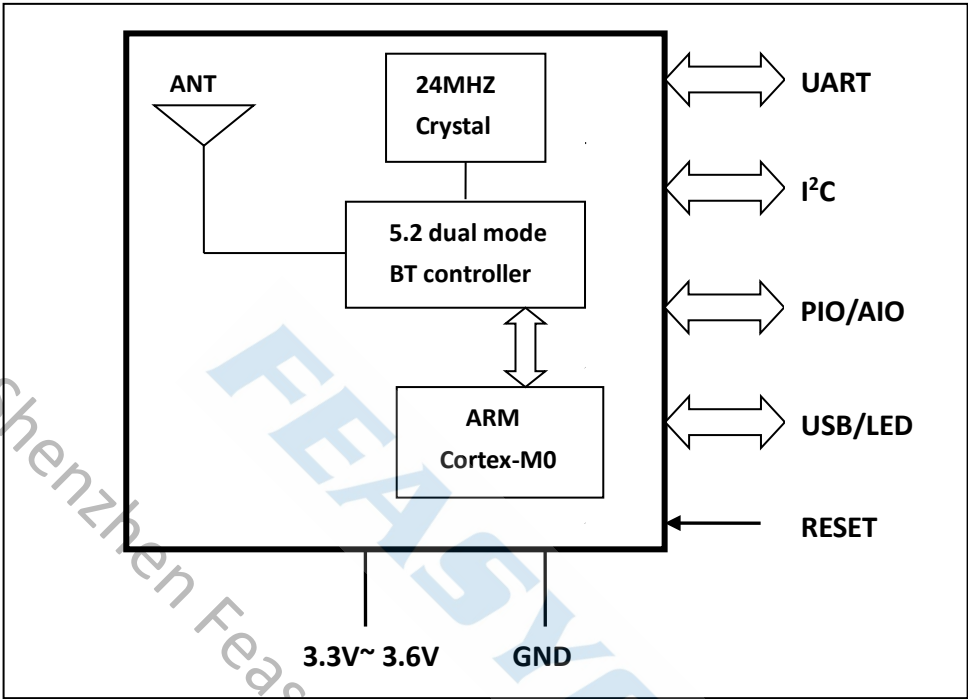 ANT
24MHZ
Crystal
UART
I²C
5.2 dual mode
BT controller
PIO/AIO
ARM
Cortex-M0
USB/LED
RESET
3.3V~ 3.6V
GND
Shenzhen Feas
FEASYC